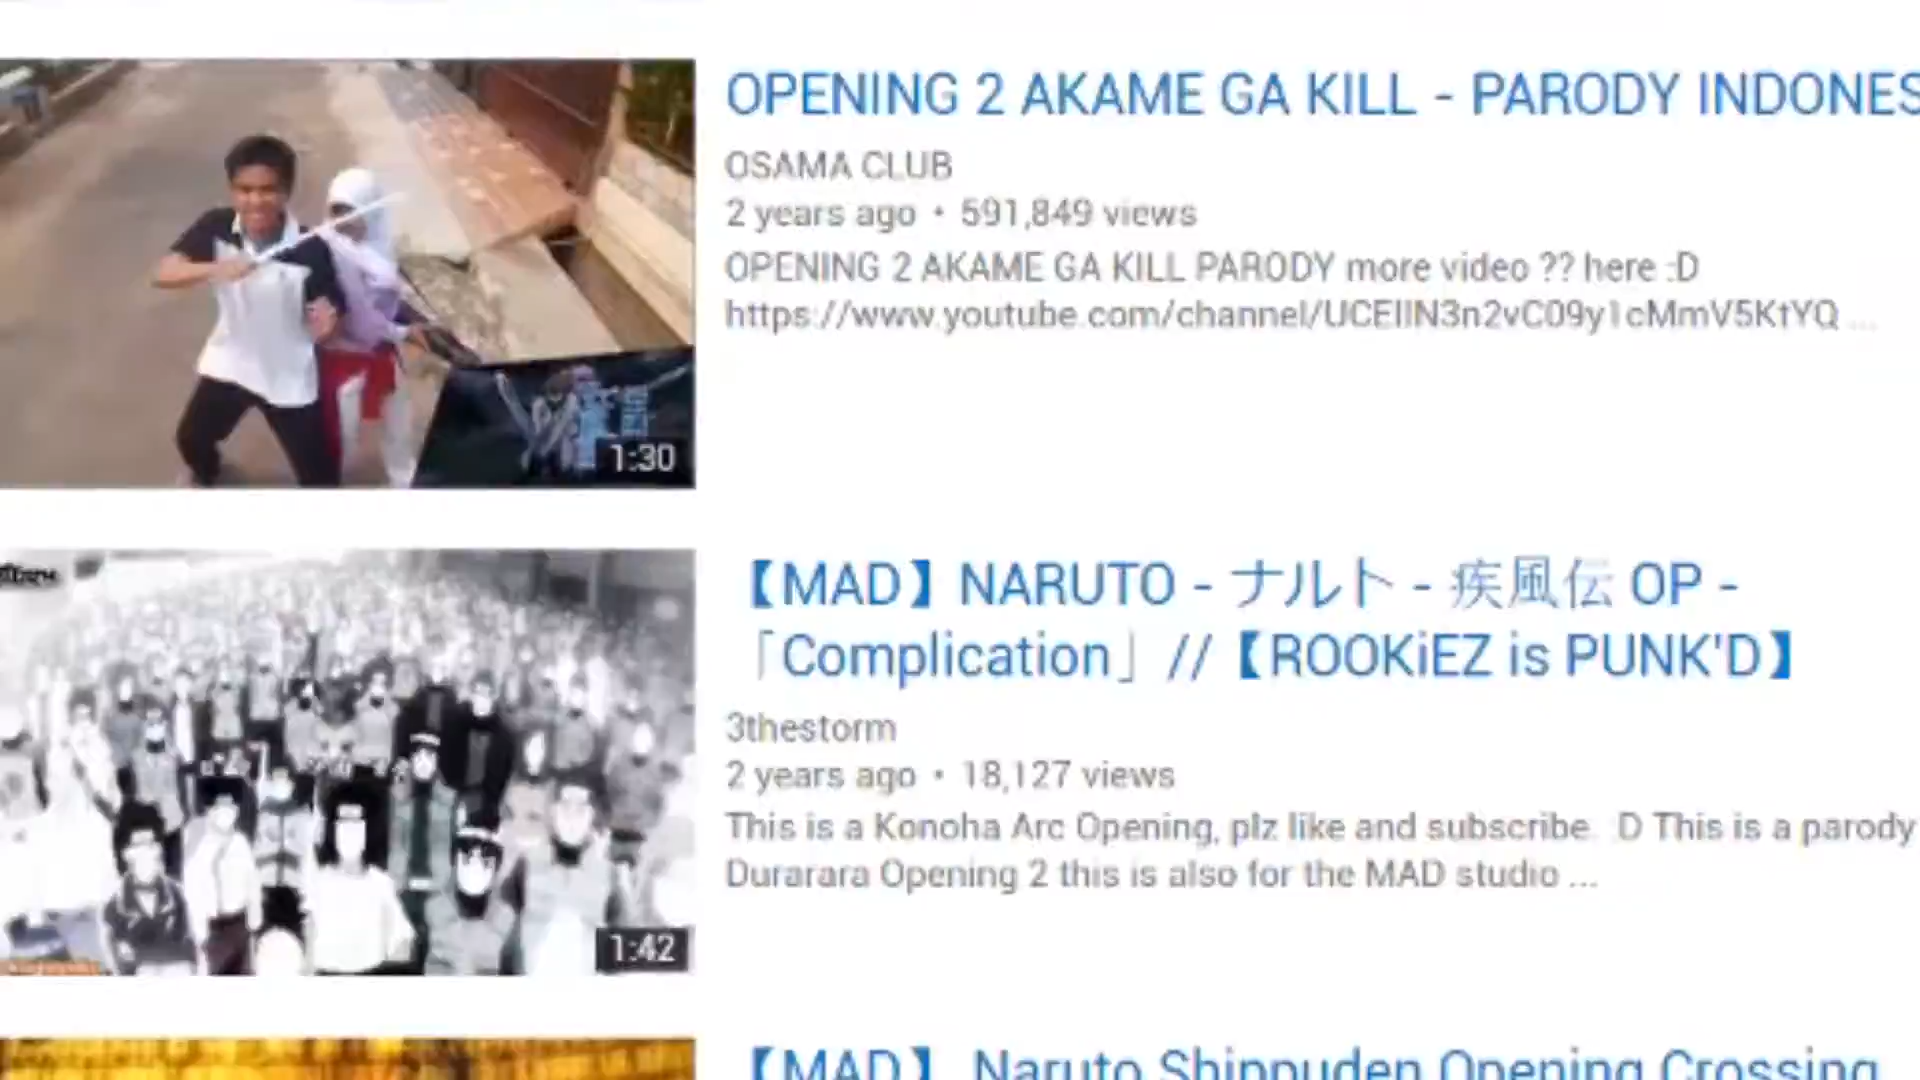 OPENING 2 AKAME GA KILL - PARODY INDONES
OSAMA CLUB
2 years ago • 591,849 views
OPENING 2 AKAME GA KILL PARODY more video ?? here :D
https://www.youtube.com/channel/UCEIIN3n2vC09y1cMmV5KtYQ ...
1:30
【MAD】NARUTO - ナルト - 疾風伝 OP -
「Complication」 //【ROOKiEZ is PUNK'D】
3thestorm
2 years ago • 18,127 views
This is a Konoha Arc Opening, plz like and subscribe. :D This is a parody
Durarara Opening 2 this is also for the MAD studio ...
1:42
【MAD】 Naruto Shippuden Opening Crossing